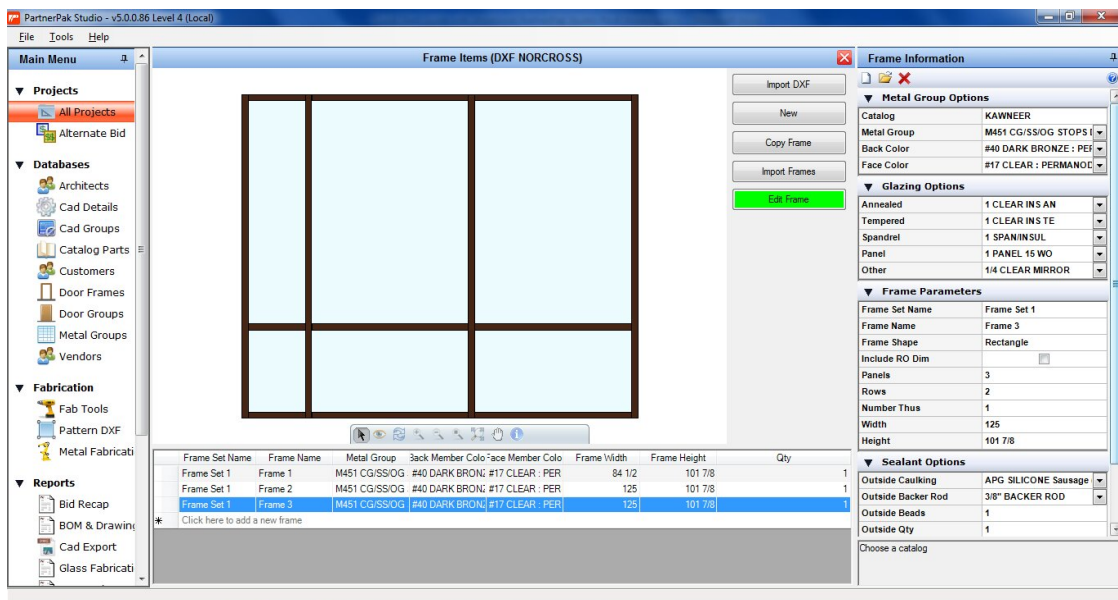 PartnerPak Studio - v5.0.0.86 Level 4 (Local)
File Tools Help
Main Menu
Projects
All Projects
Alternate Bid
Databases
Architects
Cad Details
Cad Groups
Catalog Parts
Customers
Door Frames
Door Groups
Metal Groups
Vendors
Fabrication
Fab Tools
Pattern DXF
Metal Fabricati
Reports
Bid Recap
BOM & Drawing
Cad Export
Glass Fabricati
Frame Items (DXF NORCROSS)
Import DXF
New
Copy Frame
Import Frames
Edit Frame
Frame Set Name Frame Name Metal Group Back Member Colo Face Member Colo Frame Width Frame Height Qty
Frame Set 1 Frame 1 M451 CG/SS/OG #40 DARK BRONZ #17 CLEAR : PER 84 1/2 101 7/8 1
Frame Set 1 Frame 2 M451 CG/SS/OG #40 DARK BRONZ #17 CLEAR : PER 125 101 7/8 1
Frame Set 1 Frame 3 M451 CG/SS/OG #40 DARK BRONZ #17 CLEAR : PER 125 101 7/8 1
Click here to add a new frame
Frame Information
Metal Group Options
Catalog KAWNEER
Metal Group M451 CG/SS/OG STOPS
Back Color #40 DARK BRONZE : PER
Face Color #17 CLEAR : PERMANOD
Glazing Options
Annealed 1 CLEAR INS AN
Tempered 1 CLEAR INS TE
Spandrel 1 SPAN/INSUL
Panel 1 PANEL 15 WO
Other 1/4 CLEAR MIRROR
Frame Parameters
Frame Set Name Frame Set 1
Frame Name Frame 3
Frame Shape Rectangle
Include RO Dim
Panels 3
Rows 2
Number Thus 1
Width 125
Height 101 7/8
Sealant Options
Outside Caulking APG SILICONE Sausage
Outside Backer Rod 3/8" BACKER ROD
Outside Beads 1
Outside Qty 1
Choose a catalog